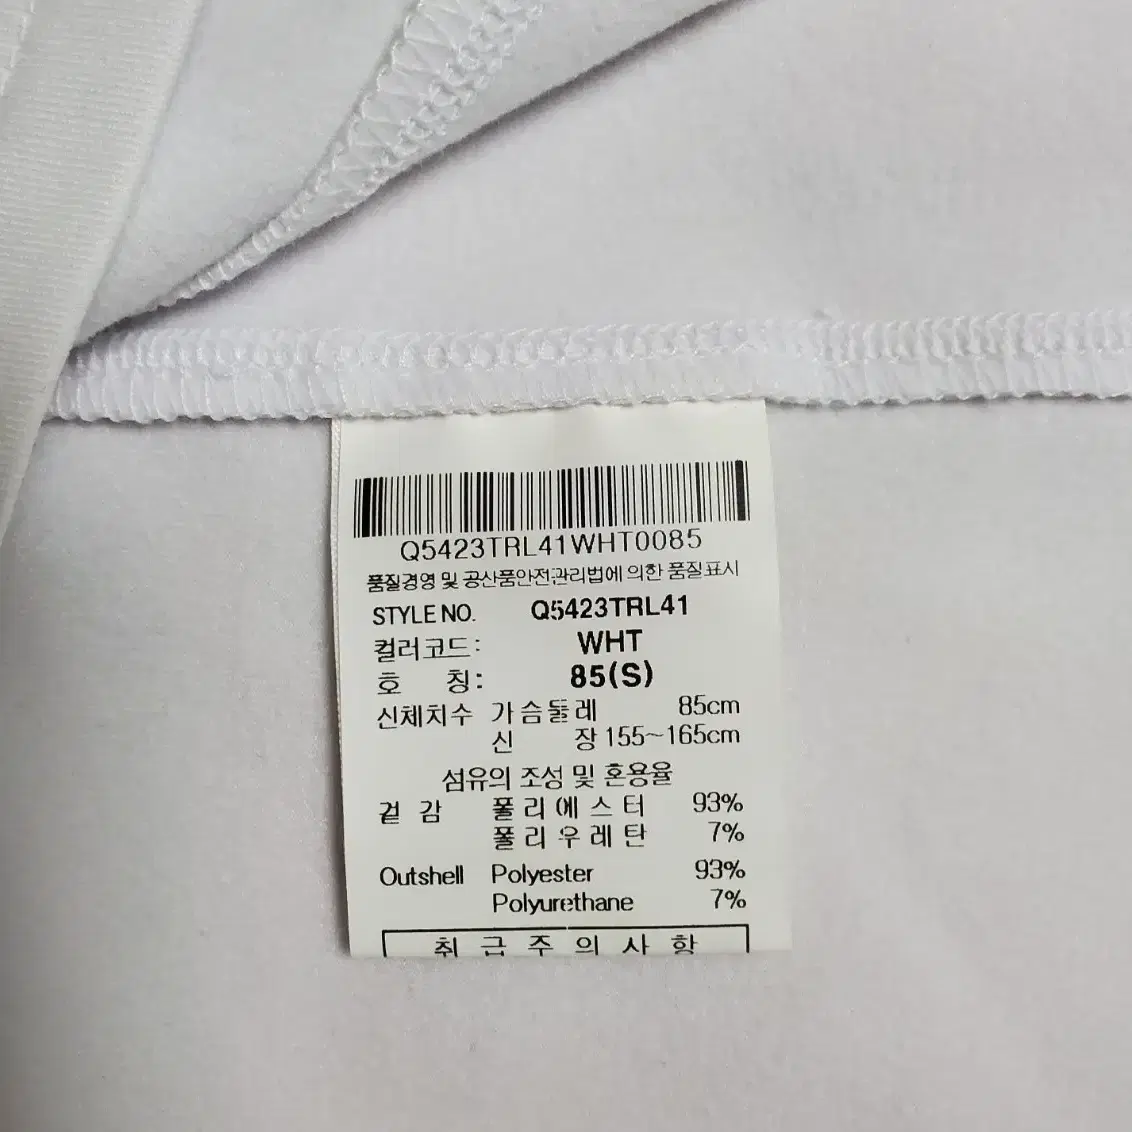 Q5423TRL41WHT0085
품질경영 및 공산품안전관리법에 의한 품질표시
STYLE NO. Q5423TRL41
컬러코드: WHT
호 칭: 85(S)
신체치수 가슴둘레 85cm
신 장 155~165cm
섬유의 조성 및 혼용율
겉 감 폴리에스터 93%
폴리우레탄 7%
Outshell Polyester 93%
Polyurethane 7%
취급주의사항